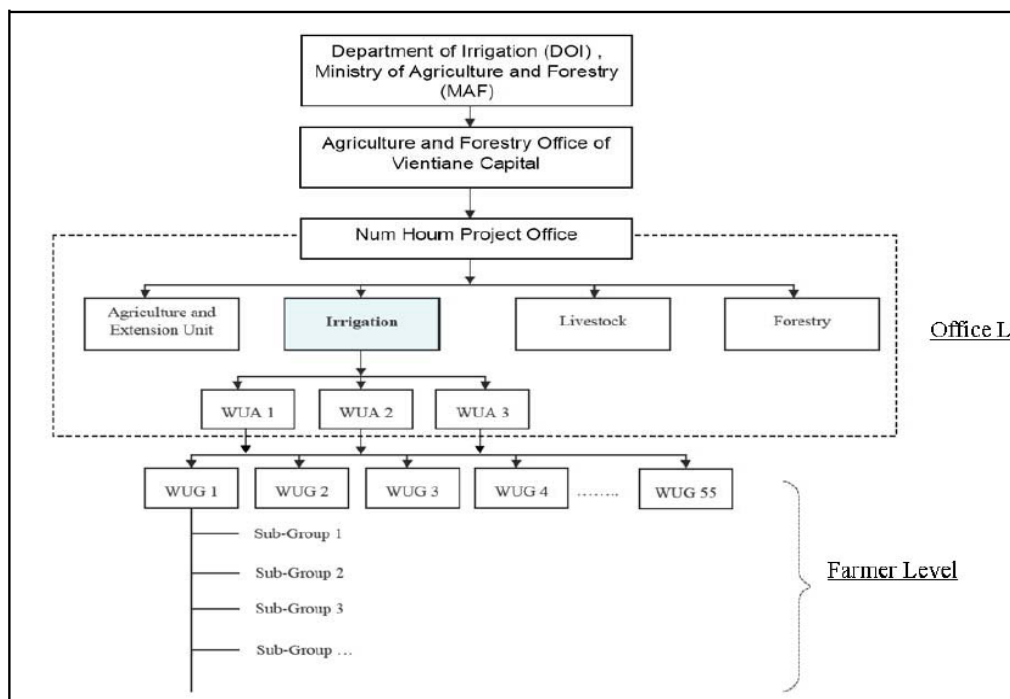 Department of Irrigation (DOI) ,
Ministry of Agriculture and Forestry
(MAF)
Agriculture and Forestry Office of
Vientiane Capital
Num Houm Project Office
Agriculture and
Extension Unit
Irrigation
Livestock
Forestry
Office L
WUA 1
WUA 2
WUA 3
WUG 1
WUG 2
WUG 3
WUG 4
........
WUG 55
Sub-Group 1
Sub-Group 2
Sub-Group 3
Sub-Group ...
Farmer Level